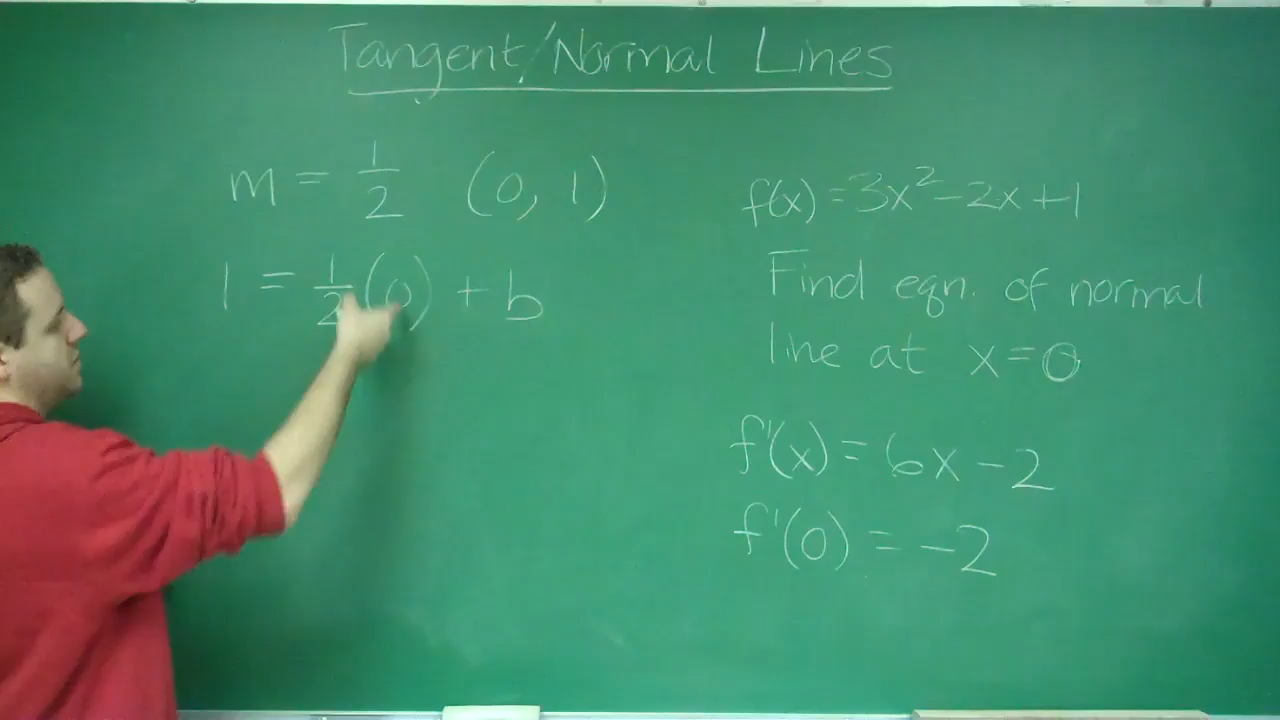 Tangent/Normal Lines
m = 1/2 (0, 1)
1 = 1/2(0) + b
f(x) = 3x² - 2x + 1
Find eqn. of normal
line at x = 0
f'(x) = 6x - 2
f'(0) = -2